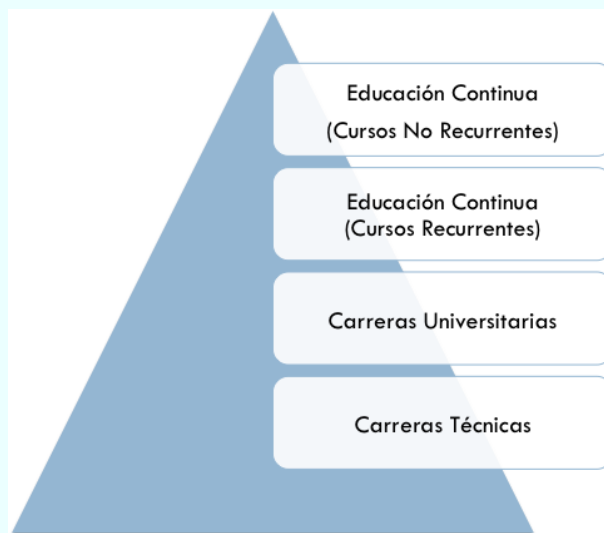 Educación Continua
(Cursos No Recurrentes)
Educación Continua
(Cursos Recurrentes)
Carreras Universitarias
Carreras Técnicas